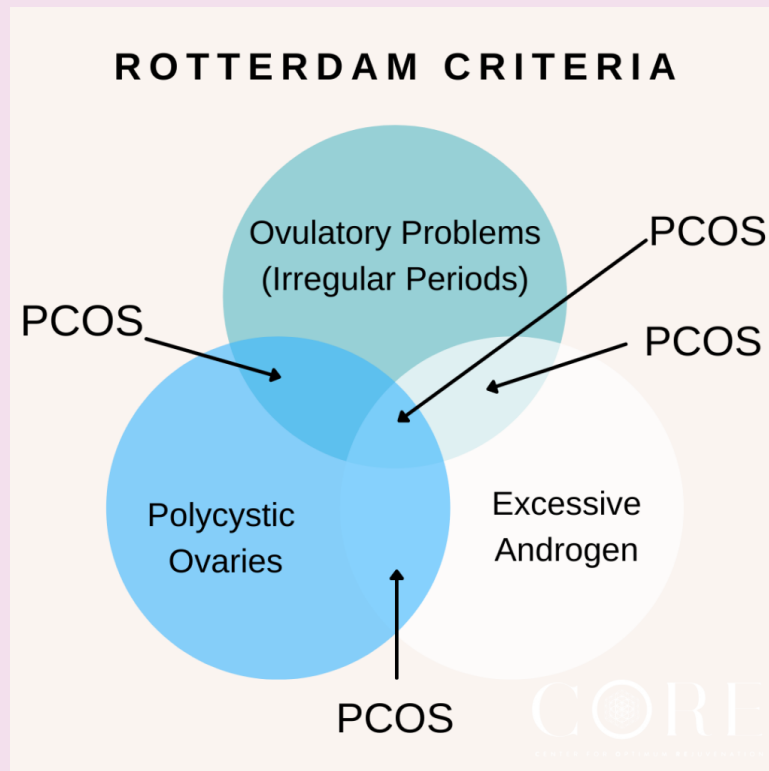 ROTTERDAM CRITERIA
Ovulatory Problems
(Irregular Periods)
PCOS
PCOS
PCOS
Polycystic
Ovaries
Excessive
Androgen
PCOS
CORE